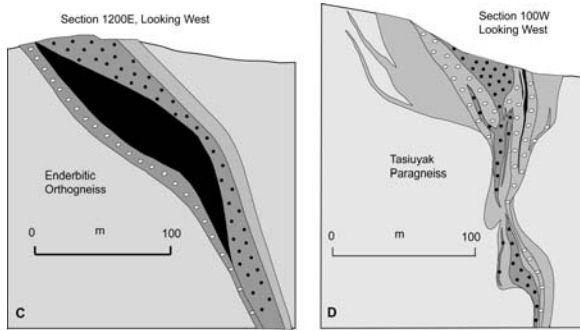 Section 1200E, Looking West
Enderbitic
Orthogneiss
0 m 100
C
Section 100W
Looking West
Tasiuyak
Paragneiss
0 m 100
D